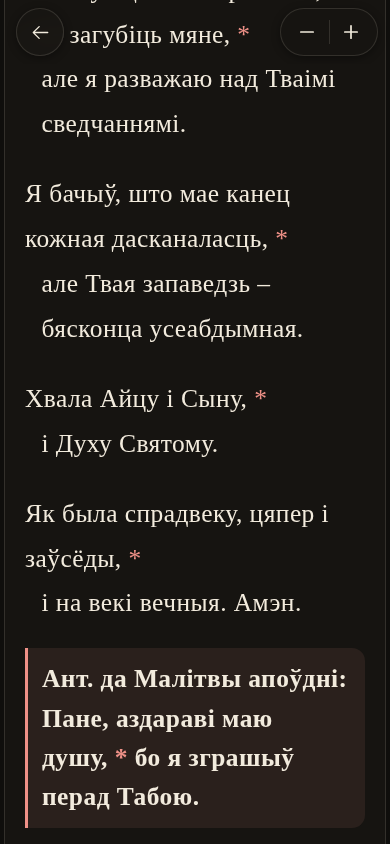 загубіць мяне, *
але я разважаю над Тваімі
сведчаннямі.
Я бачыў, што мае канец
кожная дасканаласць, *
але Твая запаведзь –
бясконца усеабдымная.
Хвала Айцу і Сыну, *
і Духу Святому.
Як была спрадвеку, цяпер і
заўсёды, *
і на векі вечныя. Амэн.
Ант. да Малітвы апоўдні:
Пане, аздараві маю
душу, * бо я зграшыў
перад Табою.